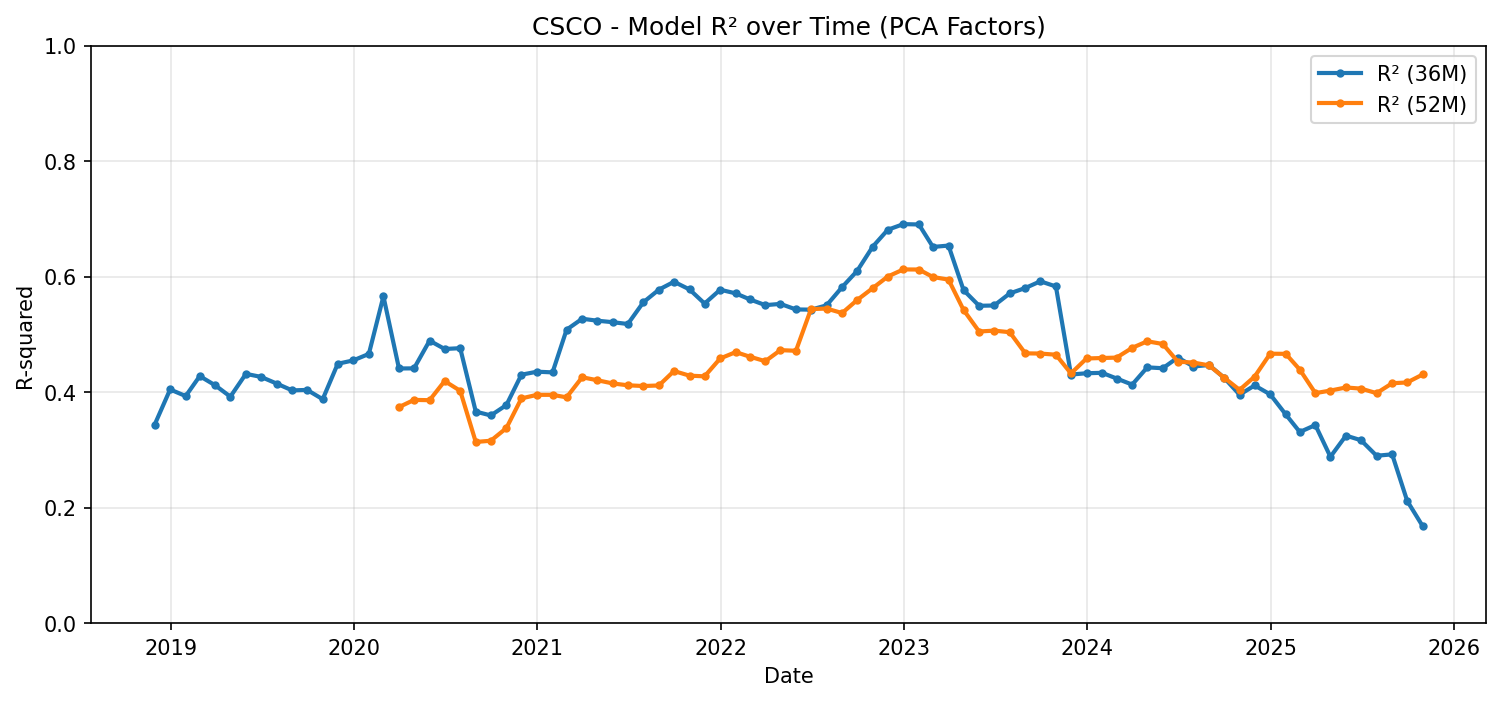 CSCO - Model R² over Time (PCA Factors)
1.0
R² (36M)
R² (52M)
0.8
0.6
R-squared
0.4
0.2
0.0
2019 2020 2021 2022 2023 2024 2025 2026
Date